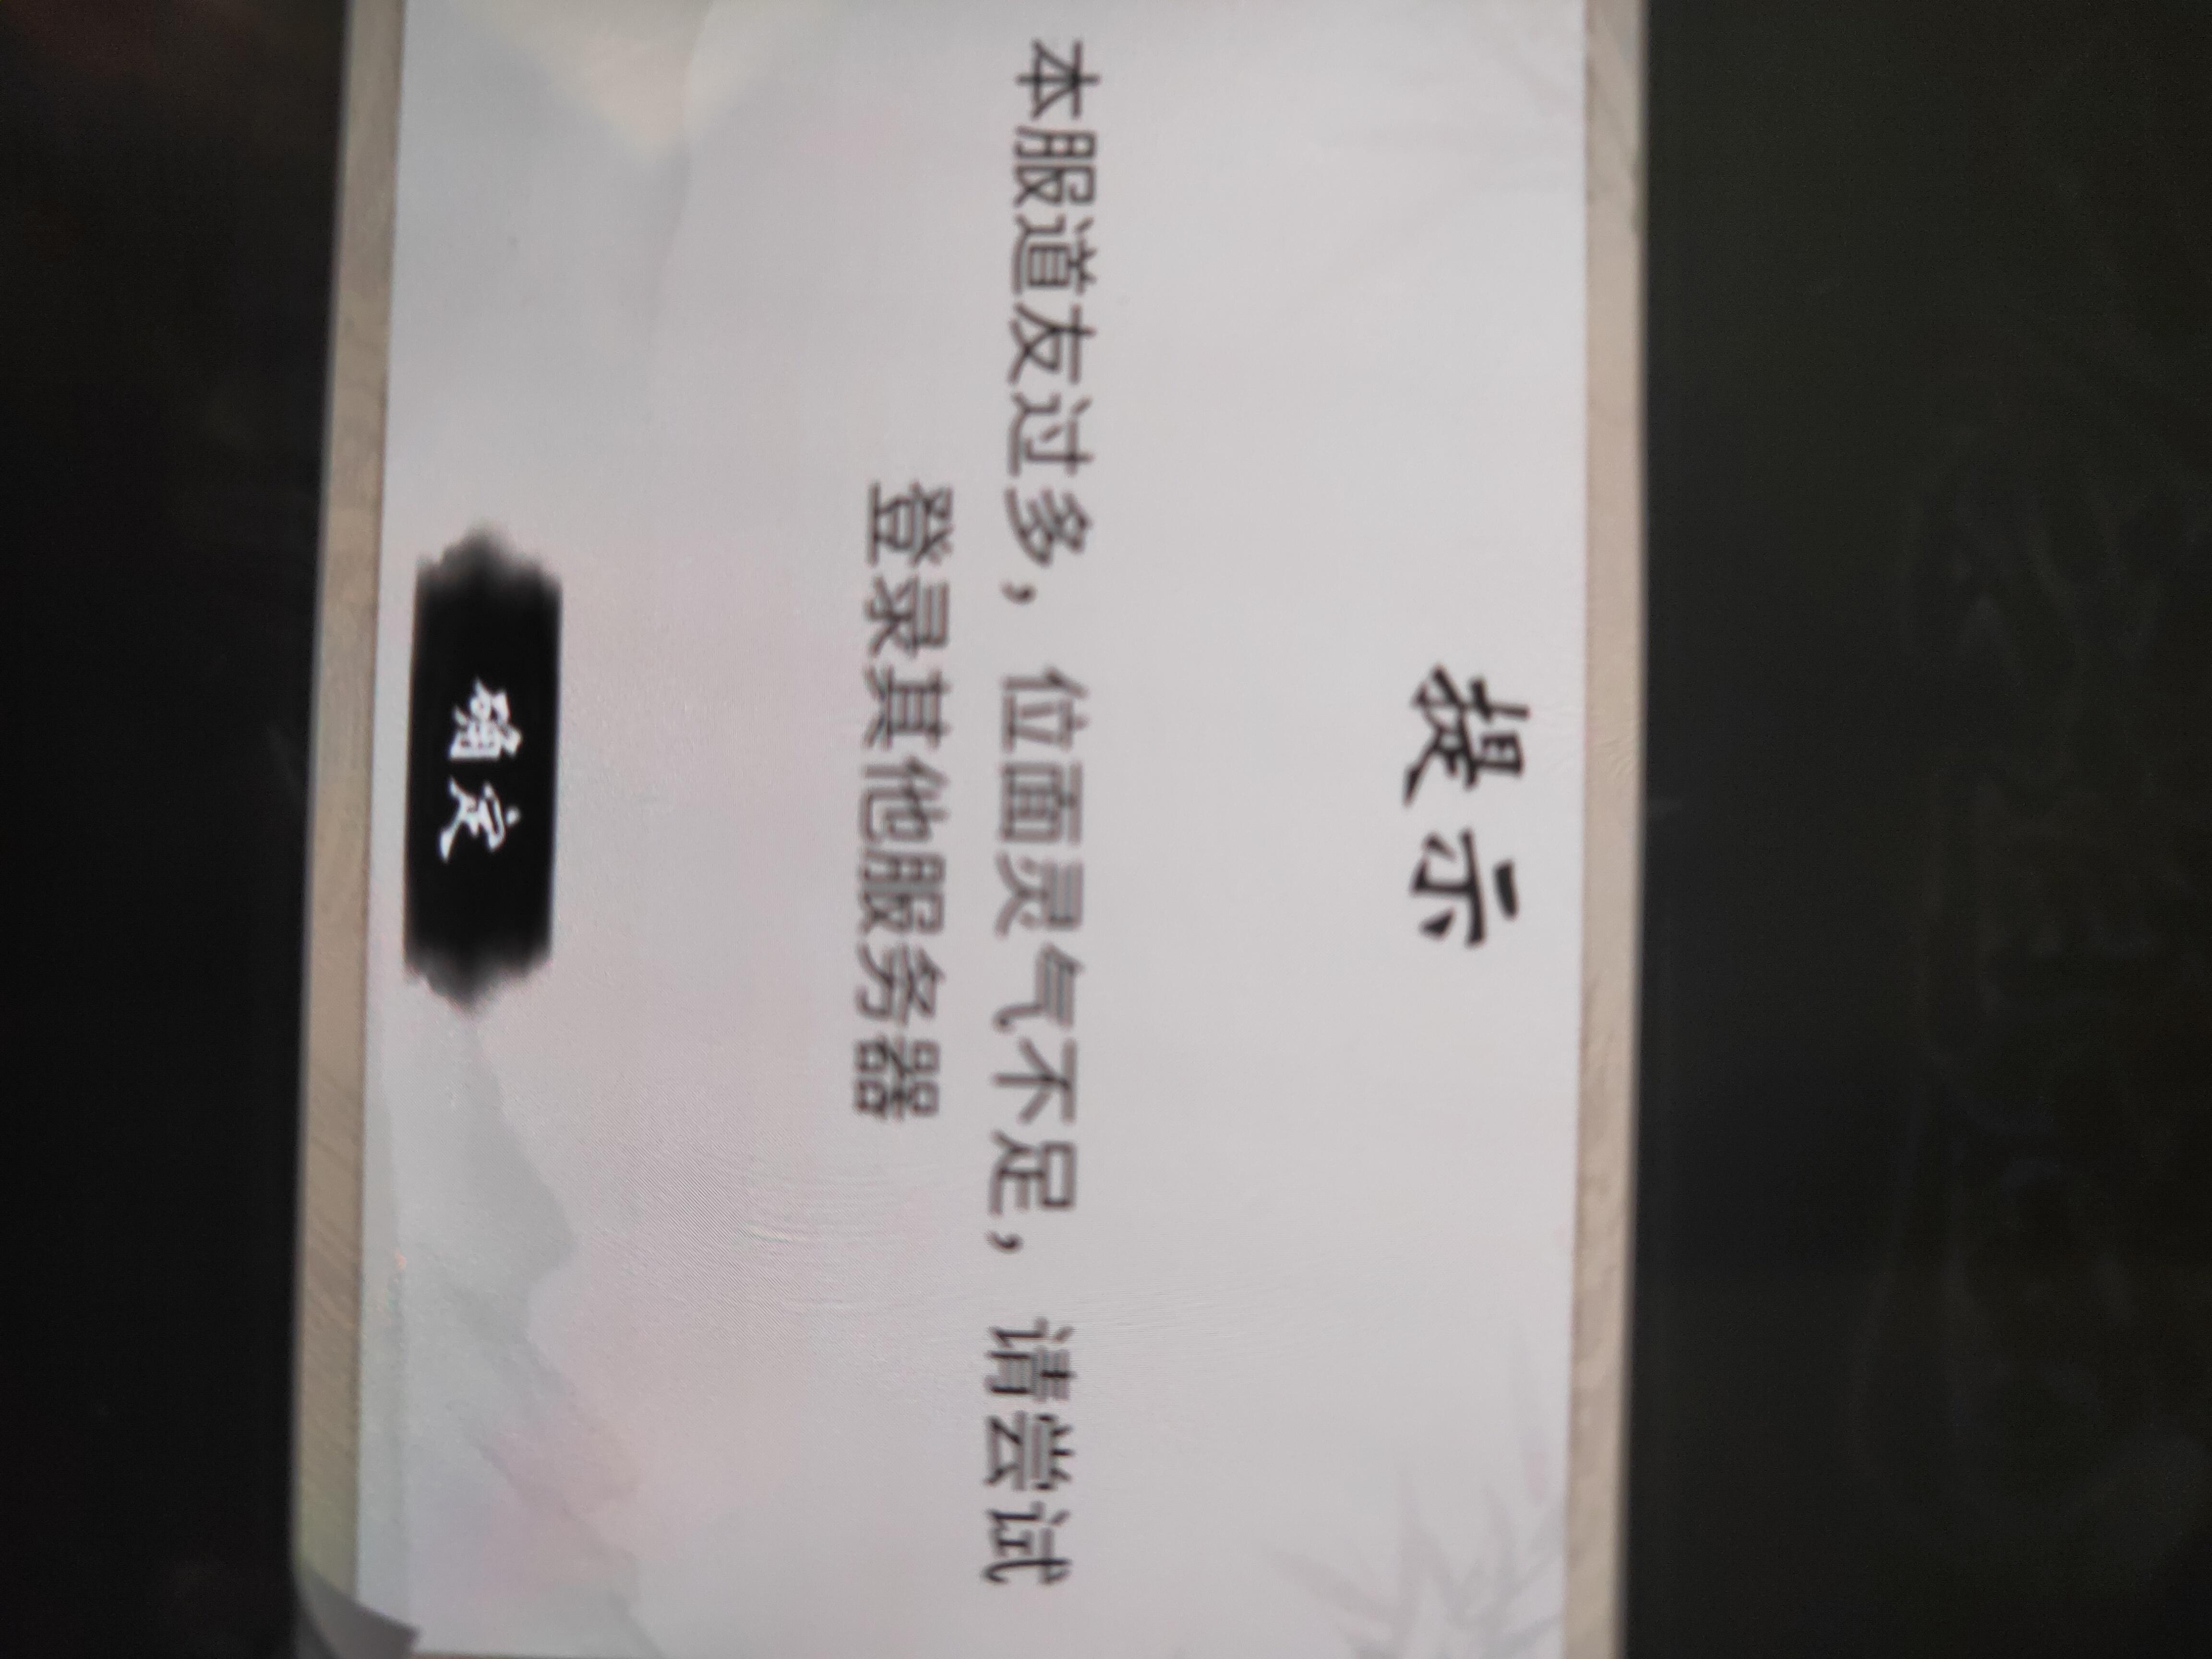 提示
本服道友过多，位面灵气不足，请尝试
登录其他服务器
确定